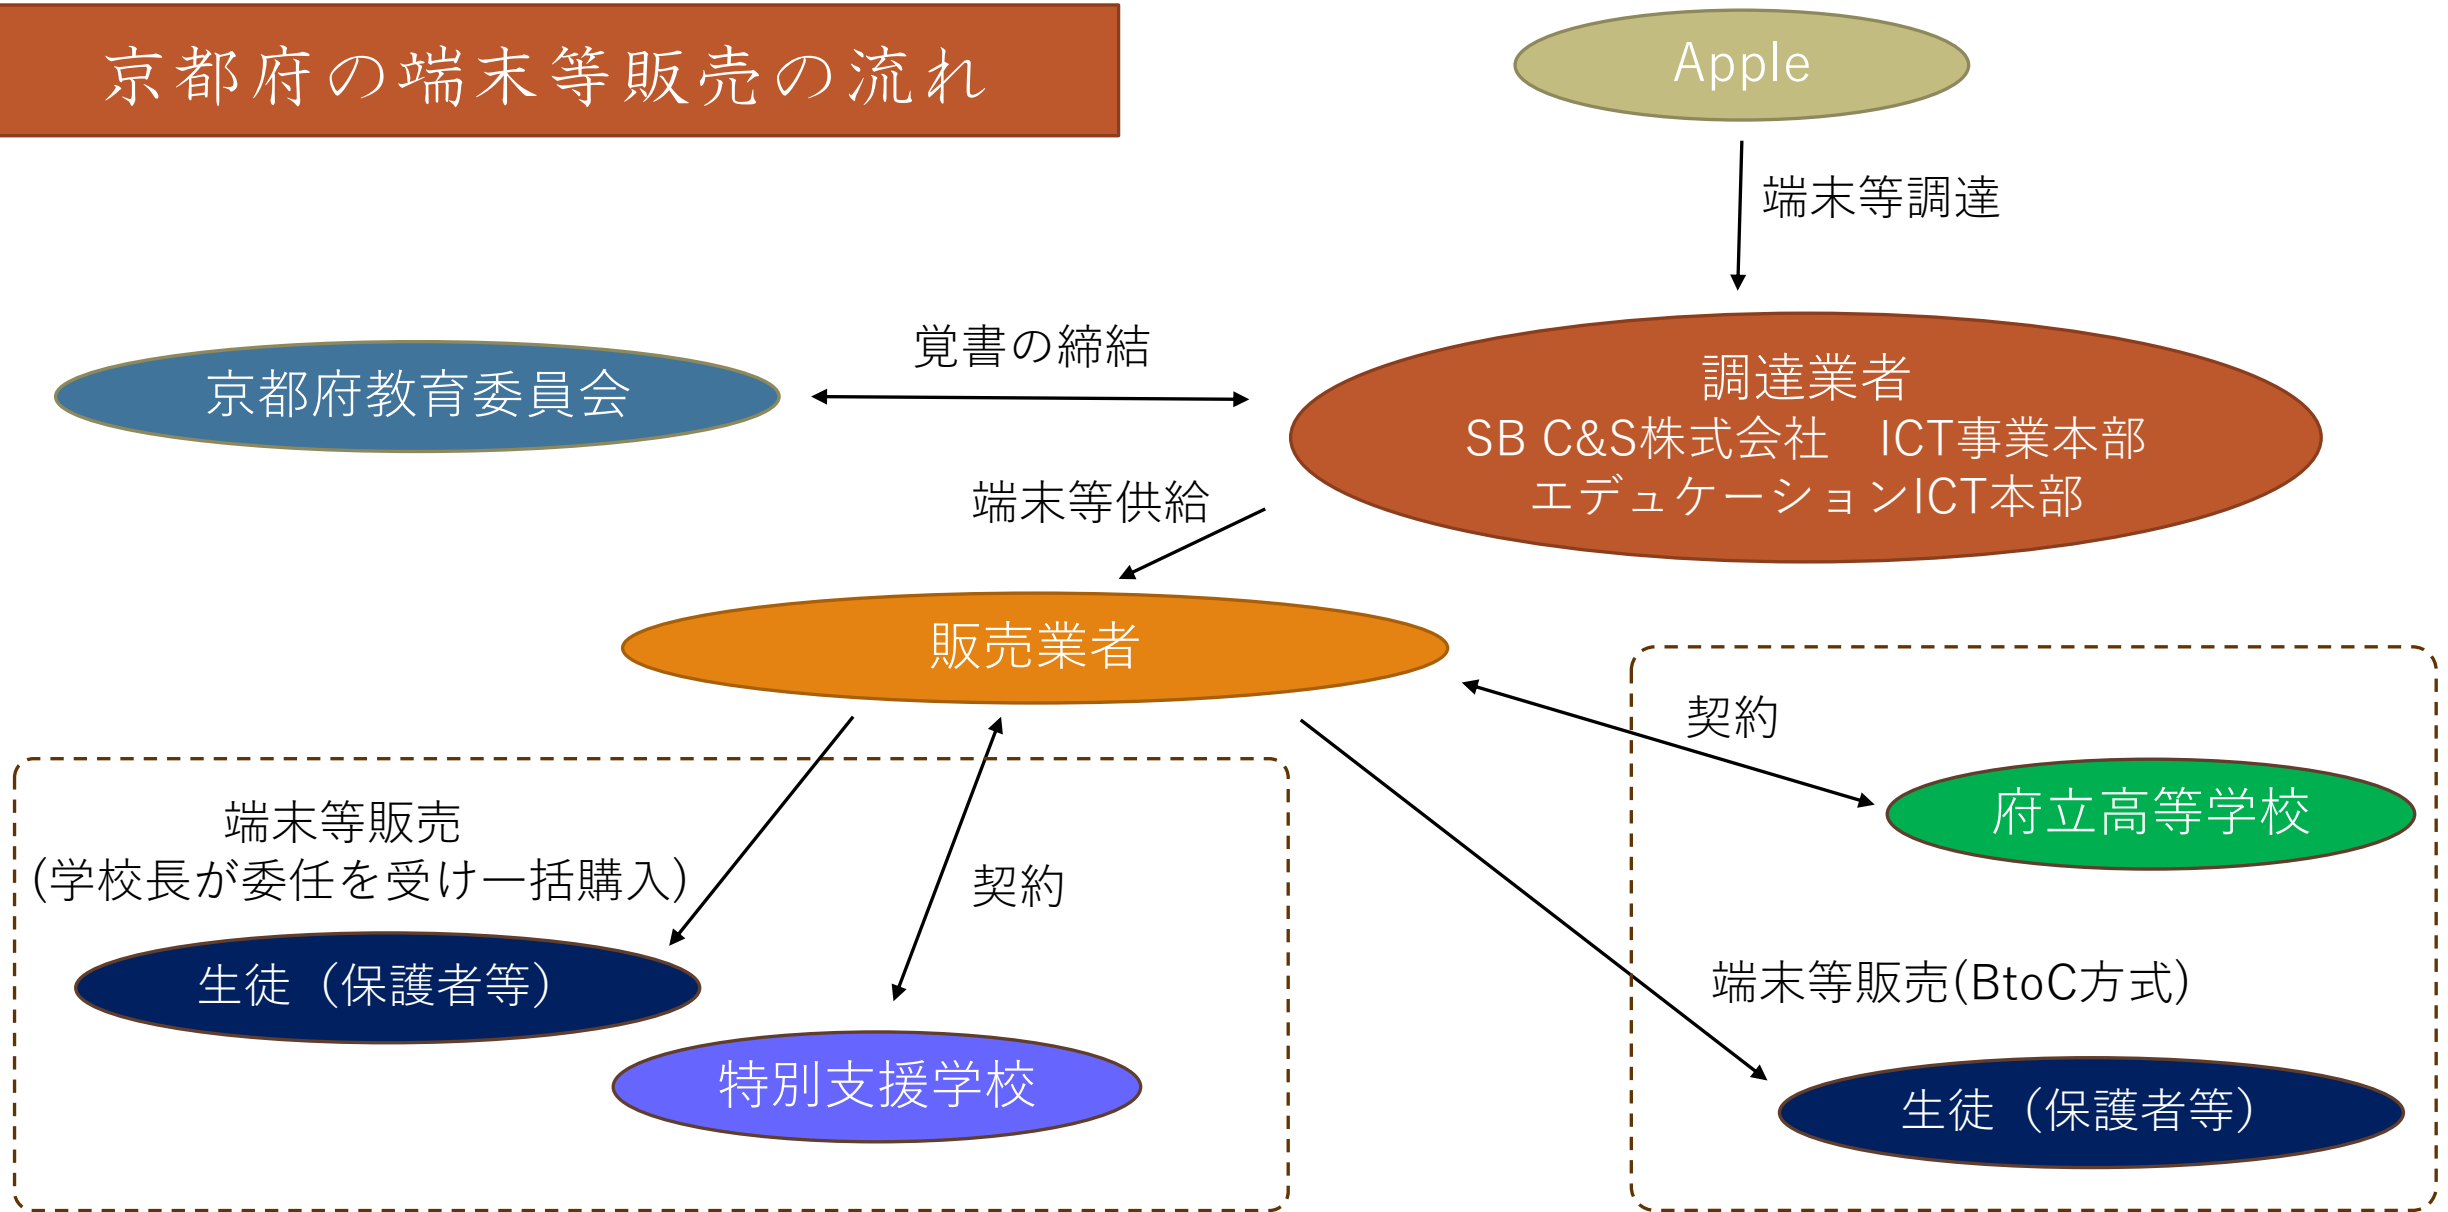 京都府の端末等販売の流れ
Apple
端末等調達
覚書の締結
京都府教育委員会
調達業者
SB C&S株式会社　ICT事業本部
エデュケーションICT本部
端末等供給
販売業者
契約
府立高等学校
端末等販売
(学校長が委任を受け一括購入)
契約
端末等販売(BtoC方式)
生徒（保護者等）
特別支援学校
生徒（保護者等）